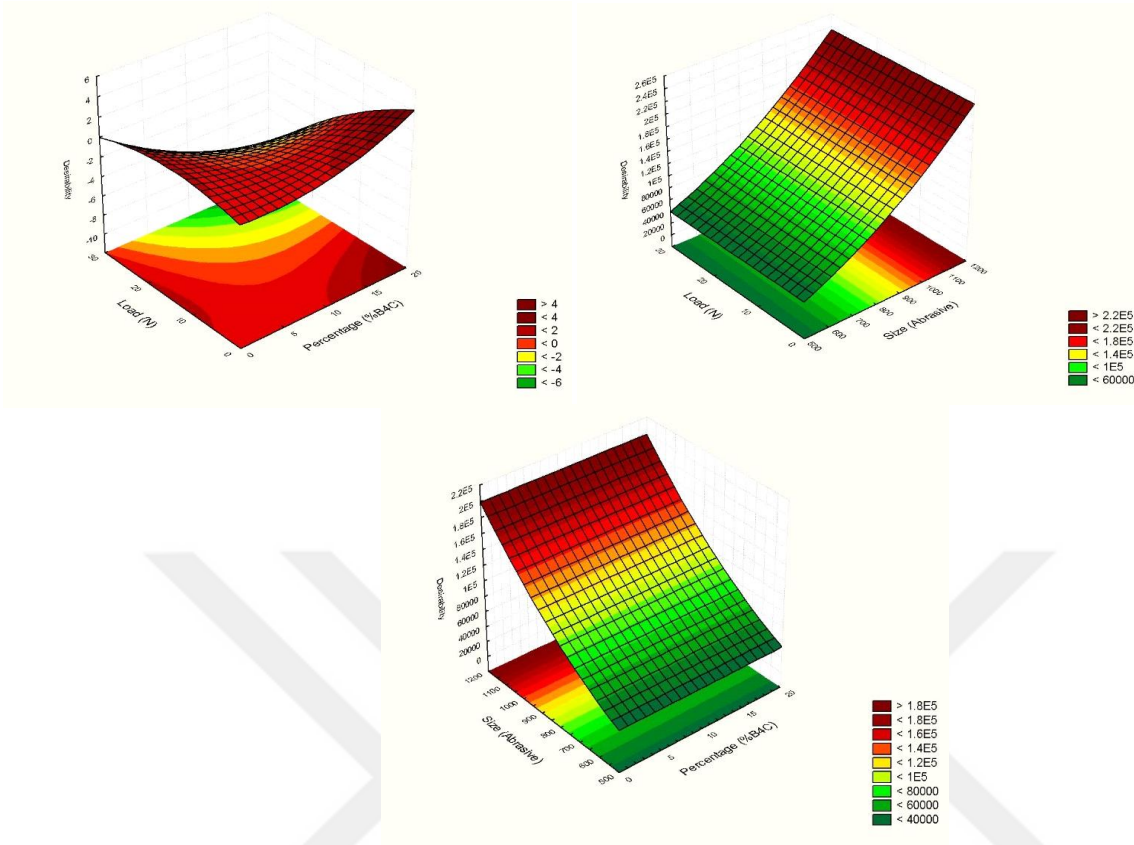 6
4
2
0
-2
-4
-6
-8
-10
Desirability
30
20
10
0
Load (N)
0
5
10
15
20
Percentage (%B4C)
> 4
< 4
< 2
< 0
< -2
< -4
< -6
2.6E5
2.4E5
2.2E5
2E5
1.8E5
1.6E5
1.4E5
1.2E5
1E5
80000
60000
40000
20000
0
Desirability
30
20
10
0
Load (N)
500
600
700
800
900
1000
1100
1200
Size (Abrasive)
> 2.2E5
< 2.2E5
< 1.8E5
< 1.4E5
< 1E5
< 60000
2.2E5
2E5
1.8E5
1.6E5
1.4E5
1.2E5
1E5
80000
60000
40000
20000
0
Desirability
1200
1100
1000
900
800
700
600
500
Size (Abrasive)
0
5
10
15
20
Percentage (%B4C)
> 1.8E5
< 1.8E5
< 1.6E5
< 1.4E5
< 1.2E5
< 1E5
< 80000
< 60000
< 40000